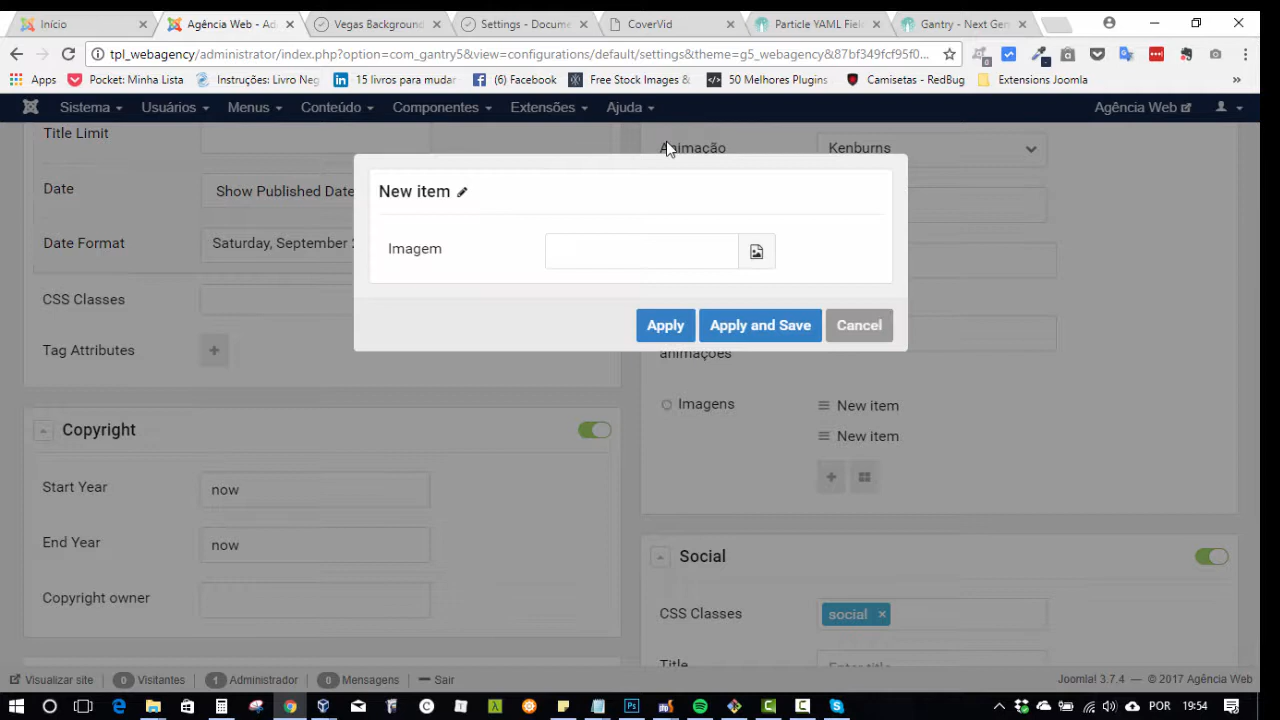 Início
Agência Web - Ad
Vegas Background
Settings - Docume
CoverVid
Particle YAML Fiel
Gantry - Next Gen
tpl_webagency/administrator/index.php?option=com_gantry5&view=configurations/default/settings&theme=g5_webagency&87bf349fcf95f0...
Apps
Pocket: Minha Lista
Instruções: Livro Neg
15 livros para mudar
(6) Facebook
Free Stock Images &
50 Melhores Plugins
Camisetas - RedBug
Extensions Joomla
»
Sistema
Usuários
Menus
Conteúdo
Componentes
Extensões
Ajuda
Agência Web
Title Limit
Date
Show Published Date
Date Format
Saturday, September 2
CSS Classes
Tag Attributes
Animação
Kenburns
New item
Imagem
Apply
Apply and Save
Cancel
animações
Imagens
New item
New item
Copyright
Start Year
now
End Year
now
Copyright owner
Social
CSS Classes
social ×
Title
Enter title
Visualizar site
0 Visitantes
1 Administrador
0 Mensagens
Sair
Joomla! 3.7.4 — © 2017 Agência Web
POR
19:54